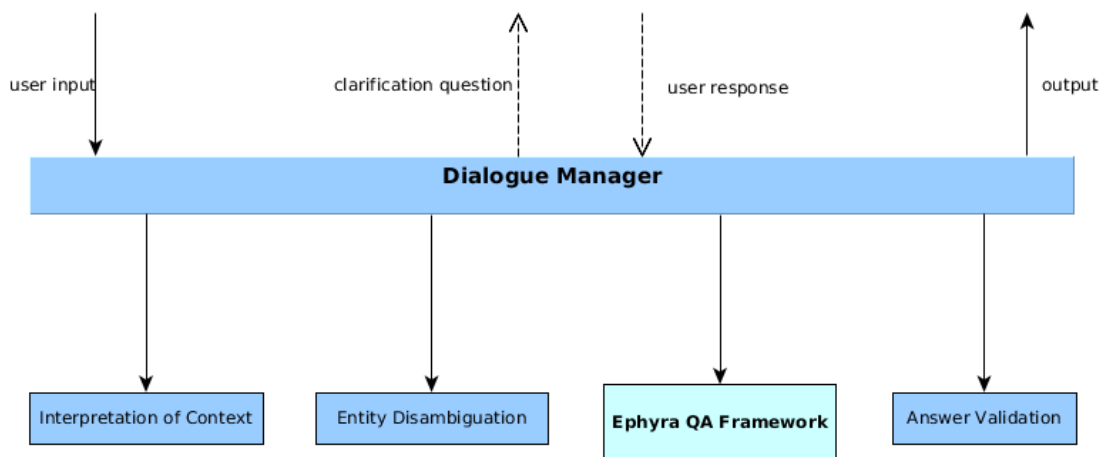 user input
clarification question
user response
output
Dialogue Manager
Interpretation of Context
Entity Disambiguation
Ephyra QA Framework
Answer Validation